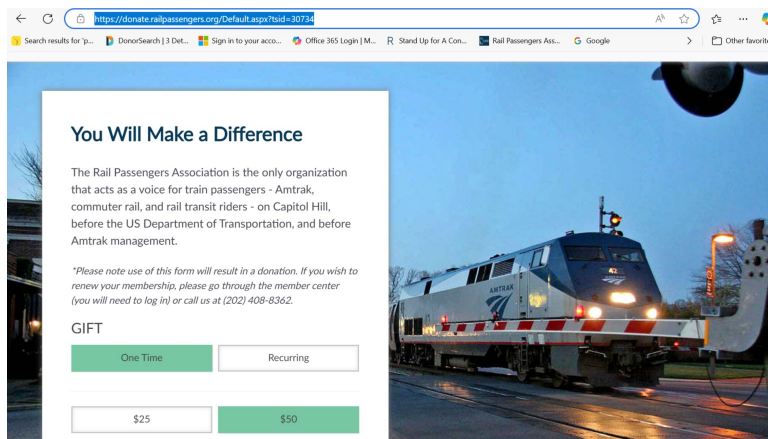 https://donate.railpassengers.org/Default.aspx?tsid=30734
Search results for 'p...
DonorSearch | 3 Det...
Sign in to your acco...
Office 365 Login | M...
R Stand Up for A Con...
Rail Passengers Ass...
G Google
Other favorit
You Will Make a Difference
The Rail Passengers Association is the only organization
that acts as a voice for train passengers - Amtrak,
commuter rail, and rail transit riders - on Capitol Hill,
before the US Department of Transportation, and before
Amtrak management.
*Please note use of this form will result in a donation. If you wish to
renew your membership, please go through the member center
(you will need to log in) or call us at (202) 408-8362.
GIFT
One Time
Recurring
$25
$50
AMTRAK
42